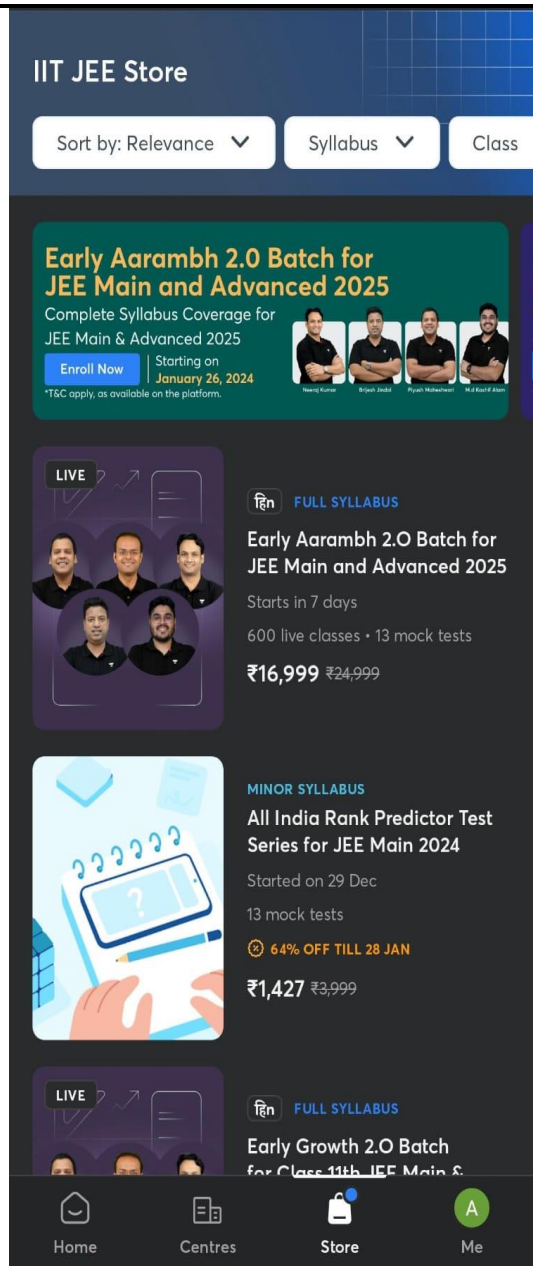 IIT JEE Store
Sort by: Relevance
Syllabus
Class
Early Aarambh 2.0 Batch for
JEE Main and Advanced 2025
Complete Syllabus Coverage for
JEE Main & Advanced 2025
Enroll Now
Starting on
January 26, 2024
*T&C apply, as available on the platform.
Neeraj Kumar
Brijesh Jindal
Piyush Maheshwari
M.d Kashif Alam
LIVE
हिn FULL SYLLABUS
Early Aarambh 2.O Batch for
JEE Main and Advanced 2025
Starts in 7 days
600 live classes • 13 mock tests
₹16,999 ₹24,999
MINOR SYLLABUS
All India Rank Predictor Test
Series for JEE Main 2024
Started on 29 Dec
13 mock tests
64% OFF TILL 28 JAN
₹1,427 ₹3,999
?
LIVE
हिn FULL SYLLABUS
Early Growth 2.O Batch
for Class 11th JEE Main &
Home
Centres
Store
A
Me